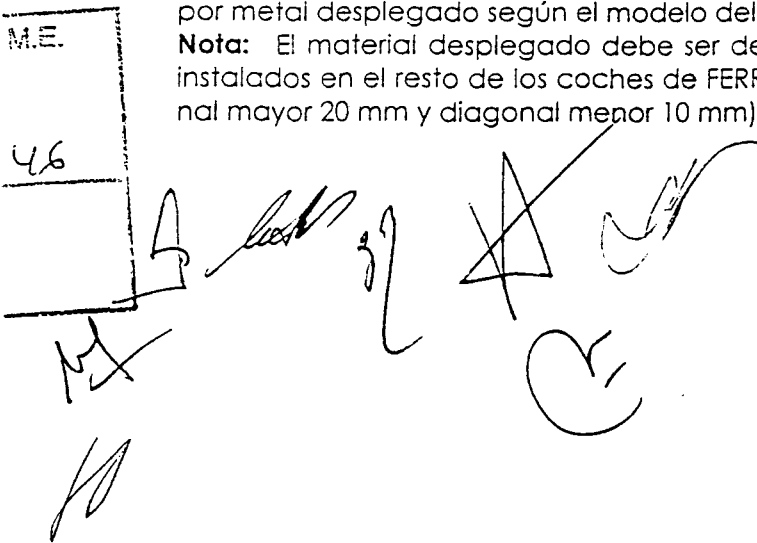 por metal desplegado según el modelo del
Nota: El material desplegado debe ser de
instalados en el resto de los coches de FERR
nal mayor 20 mm y diagonal menor 10 mm)
M.E.
46